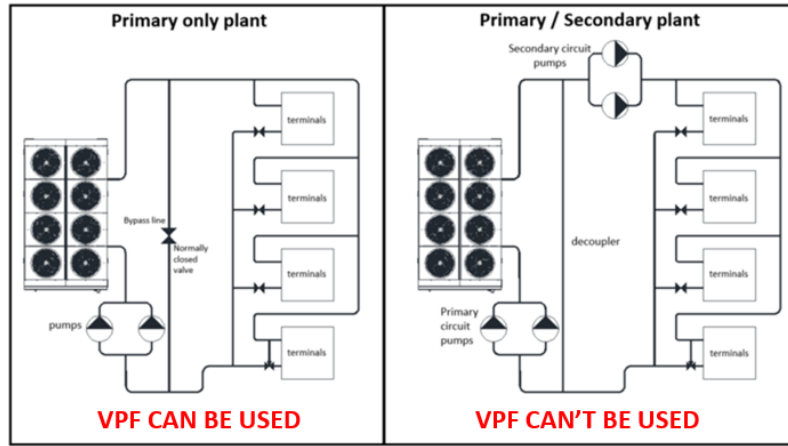 Primary only plant
terminals
terminals
Bypass line
Normally
closed
valve
terminals
pumps
terminals
VPF CAN BE USED
Primary / Secondary plant
Secondary circuit
pumps
terminals
terminals
decoupler
terminals
Primary
circuit
pumps
terminals
VPF CAN’T BE USED